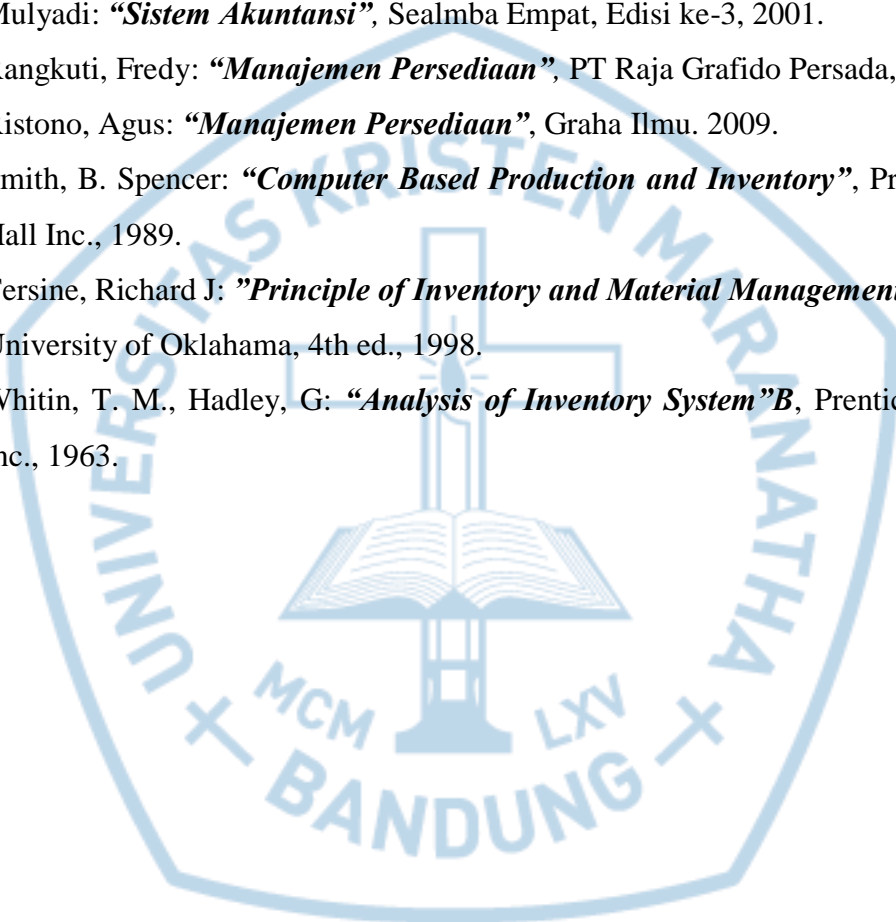 Mulyadi: “Sistem Akuntansi”, Sealmba Empat, Edisi ke-3, 2001.
Rangkuti, Fredy: “Manajemen Persediaan”, PT Raja Grafido Persada,
Ristono, Agus: “Manajemen Persediaan”, Graha Ilmu. 2009.
mith, B. Spencer: “Computer Based Production and Inventory”, Pr
Hall Inc., 1989.
ersine, Richard J: ”Principle of Inventory and Material Management
University of Oklahama, 4th ed., 1998.
Whitin, T. M., Hadley, G: “Analysis of Inventory System”B, Prentic
nc., 1963.
UNIVERSITAS KRISTEN MARANATHA
MCM LXV
BANDUNG